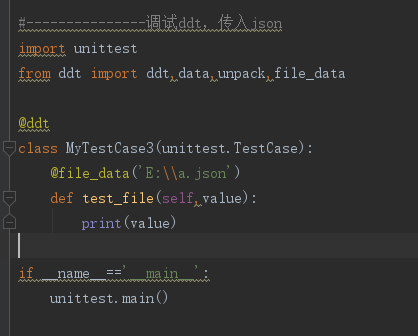 #---------------调试ddt, 传入json
import unittest
from ddt import ddt,data,unpack,file_data
@ddt
class MyTestCase3(unittest.TestCase):
@file_data('E:\\a.json')
def test_file(self,value):
print(value)
if __name__=='__main__':
unittest.main()